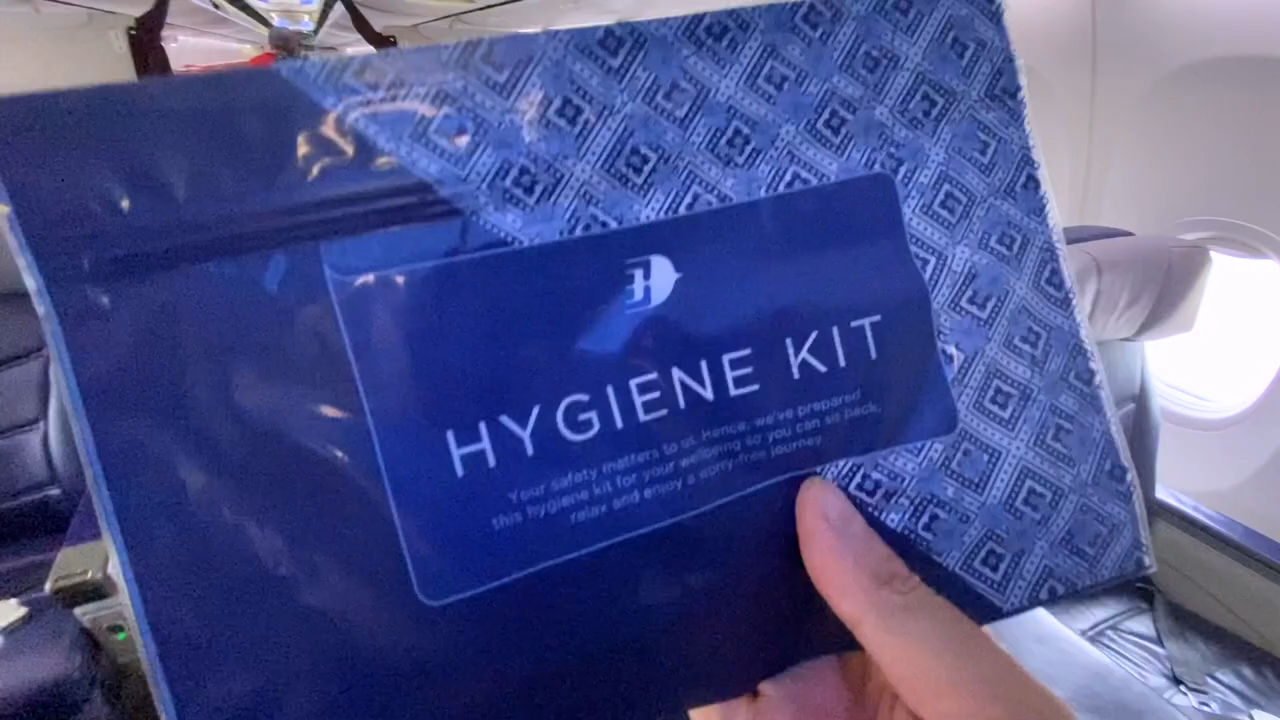 HYGIENE KIT
Your safety matters to us. Hence, we've prepared
this hygiene kit for your wellbeing so you can sit back,
relax and enjoy a worry-free journey.